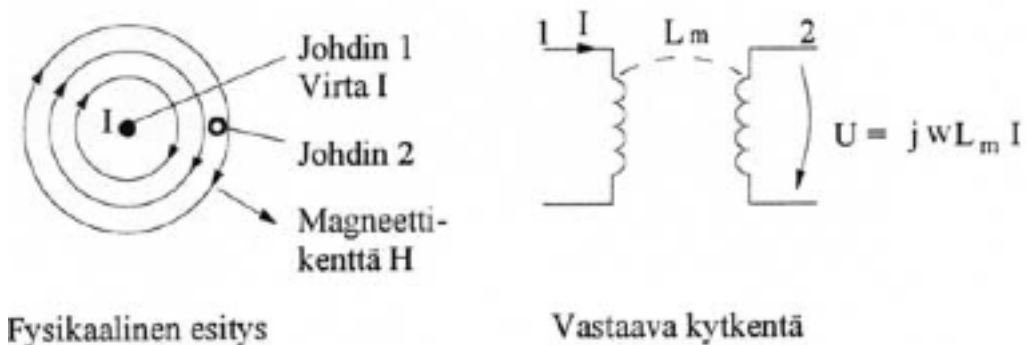 I
Johdin 1
Virta I
Johdin 2
Magneetti-
kenttä H
Fysikaalinen esitys
1 I Lm 2
U = jwLm I
Vastaava kytkentä